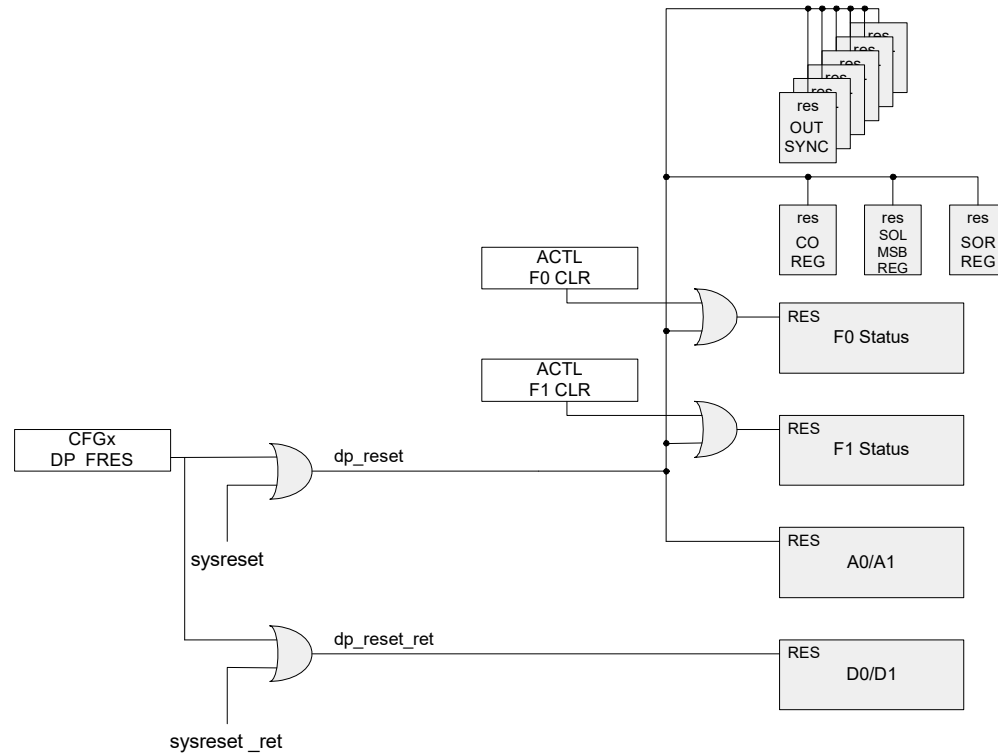 res
res
res
res
res
res
OUT
SYNC
res
CO
REG
res
SOL
MSB
REG
res
SOR
REG
ACTL
F0 CLR
RES
F0 Status
ACTL
F1 CLR
RES
F1 Status
CFGx
DP FRES
dp_reset
sysreset
RES
A0/A1
dp_reset_ret
RES
D0/D1
sysreset _ret